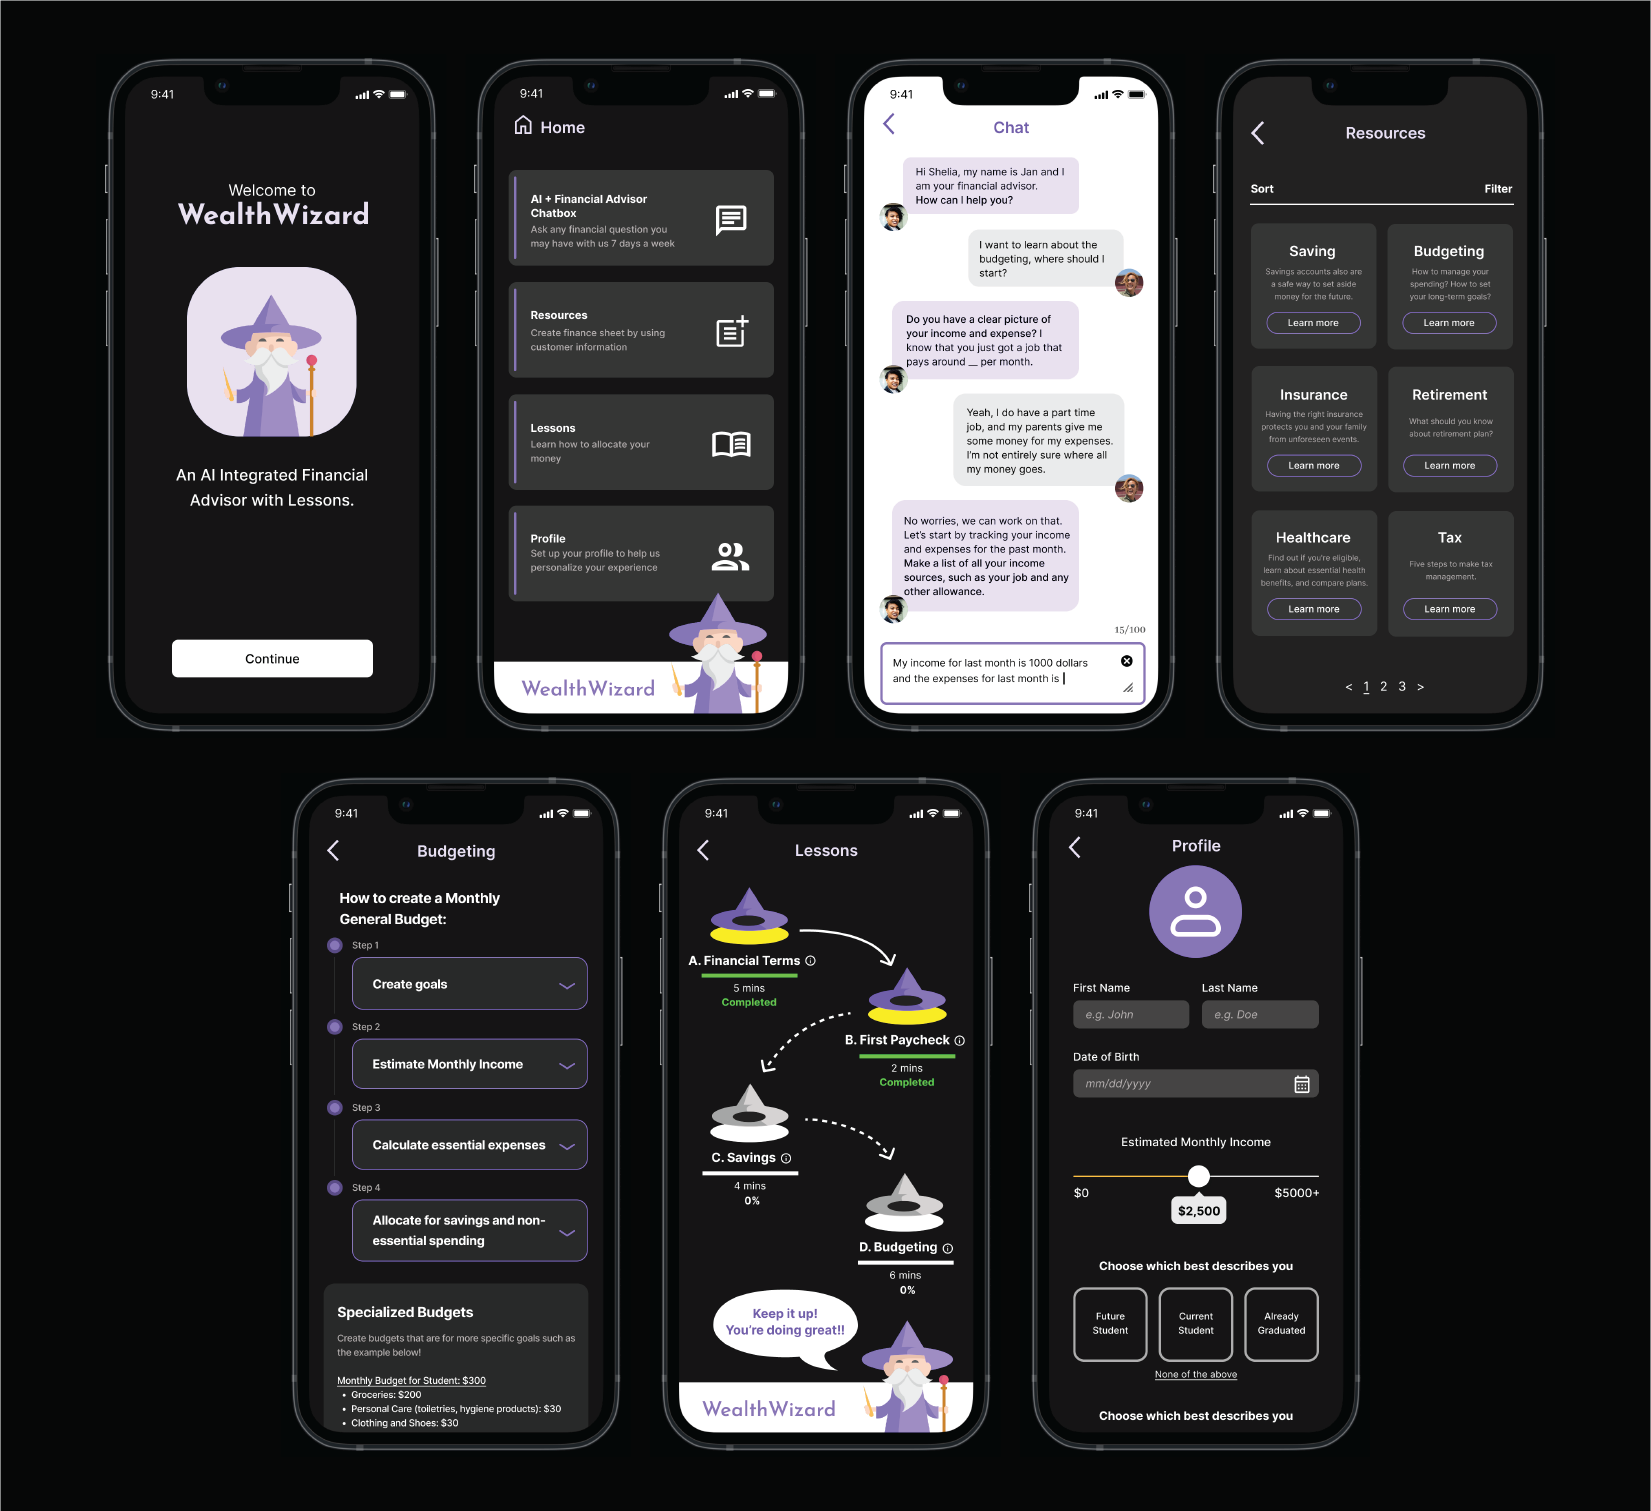 9:41
Welcome to
WealthWizard
An AI Integrated Financial
Advisor with Lessons.
Continue
9:41
Home
AI + Financial Advisor
Chatbox
Ask any financial question you
may have with us 7 days a week
Resources
Create finance sheet by using
customer information
Lessons
Learn how to allocate your
money
Profile
Set up your profile to help us
personalize your experience
WealthWizard
9:41
Chat
Hi Shelia, my name is Jan and I
am your financial advisor.
How can I help you?
I want to learn about the
budgeting, where should I
start?
Do you have a clear picture of
your income and expense? I
know that you just got a job that
pays around __ per month.
Yeah, I do have a part time
job, and my parents give me
some money for my expenses.
I'm not entirely sure where all
my money goes.
No worries, we can work on that.
Let's start by tracking your income
and expenses for the past month.
Make a list of all your income
sources, such as your job and any
other allowance.
15/100
My income for last month is 1000 dollars
and the expenses for last month is
Resources
Sort Filter
Saving
Savings accounts also are
a safe way to set aside
money for the future.
Learn more
Budgeting
How to manage your
spending? How to set
your long-term goals?
Learn more
Insurance
Having the right insurance
protects you and your family
from unforeseen events.
Learn more
Retirement
What should you know
about retirement plan?
Learn more
Healthcare
Find out if you're eligible,
learn about essential health
benefits, and compare plans.
Learn more
Tax
Five steps to make tax
management.
Learn more
< 1 2 3 >
9:41
Budgeting
How to create a Monthly
General Budget:
Step 1
Create goals
Step 2
Estimate Monthly Income
Step 3
Calculate essential expenses
Step 4
Allocate for savings and non-
essential spending
Specialized Budgets
Create budgets that are for more specific goals such as
the example below!
Monthly Budget for Student: $300
• Groceries: $200
• Personal Care (toiletries, hygiene products): $30
• Clothing and Shoes: $30
9:41
Lessons
A. Financial Terms
5 mins
Completed
B. First Paycheck
2 mins
Completed
C. Savings
4 mins
0%
D. Budgeting
6 mins
0%
Keep it up!
You're doing great!!
WealthWizard
9:41
Profile
First Name Last Name
e.g. John e.g. Doe
Date of Birth
mm/dd/yyyy
Estimated Monthly Income
$0 $5000+
$2,500
Choose which best describes you
Future
Student
Current
Student
Already
Graduated
None of the above
Choose which best describes you